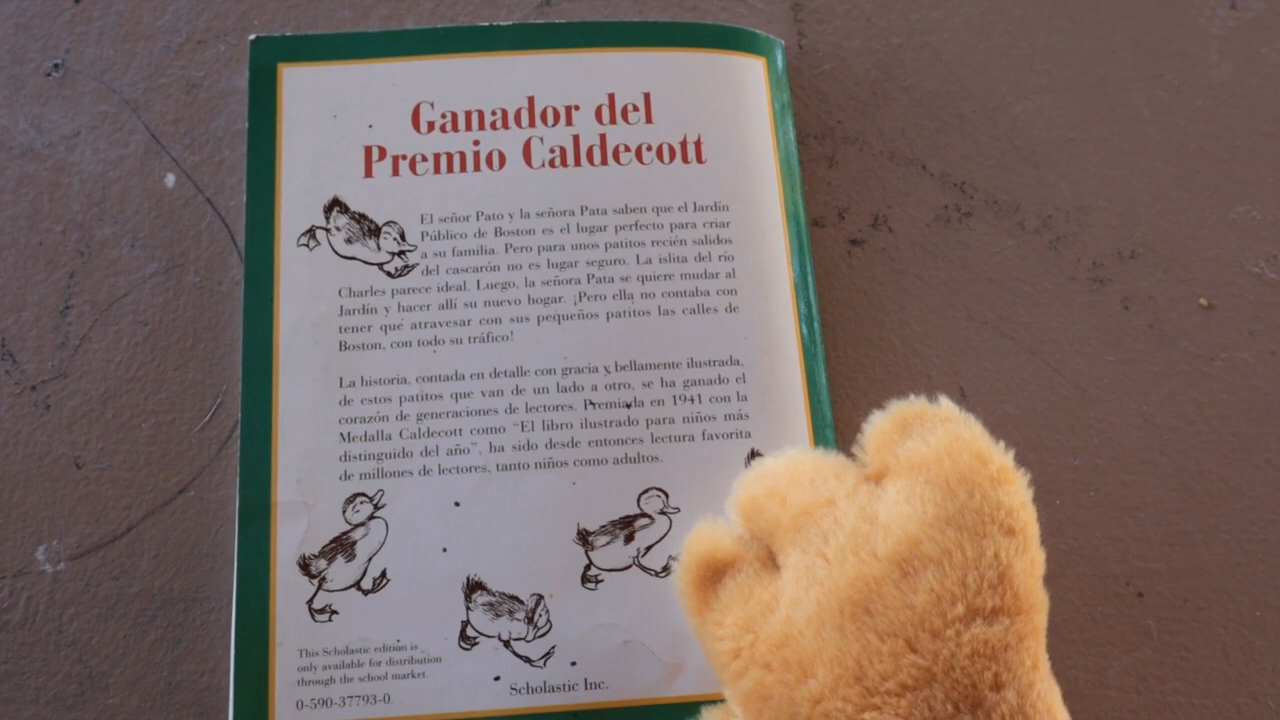 Ganador del
Premio Caldecott
El señor Pato y la señora Pata saben que el Jardín
Público de Boston es el lugar perfecto para criar
a su familia. Pero para unos patitos recién salidos
del cascarón no es lugar seguro. La islita del río
Charles parece ideal. Luego, la señora Pata se quiere mudar al
Jardín y hacer allí su nuevo hogar. ¡Pero ella no contaba con
tener que atravesar con sus pequeños patitos las calles de
Boston, con todo su tráfico!
La historia, contada en detalle con gracia y bellamente ilustrada,
de estos patitos que van de un lado a otro, se ha ganado el
corazón de generaciones de lectores. Premiada en 1941 con la
Medalla Caldecott como “El libro ilustrado para niños más
distinguido del año”, ha sido desde entonces lectura favorita
de millones de lectores, tanto niños como adultos.
This Scholastic edition is
only available for distribution
through the school market.
0-590-37793-0
Scholastic Inc.